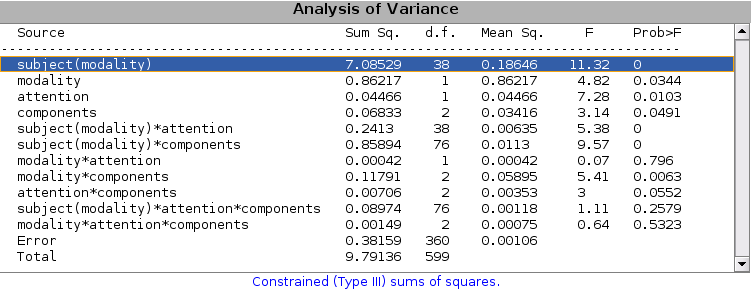 Analysis of Variance
Source Sum Sq. d.f. Mean Sq. F Prob>F
subject(modality) 7.08529 38 0.18646 11.32 0
modality 0.86217 1 0.86217 4.82 0.0344
attention 0.04466 1 0.04466 7.28 0.0103
components 0.06833 2 0.03416 3.14 0.0491
subject(modality)*attention 0.2413 38 0.00635 5.38 0
subject(modality)*components 0.85894 76 0.0113 9.57 0
modality*attention 0.00042 1 0.00042 0.07 0.796
modality*components 0.11791 2 0.05895 5.41 0.0063
attention*components 0.00706 2 0.00353 3 0.0552
subject(modality)*attention*components 0.08974 76 0.00118 1.11 0.2579
modality*attention*components 0.00149 2 0.00075 0.64 0.5323
Error 0.38159 360 0.00106
Total 9.79136 599
Constrained (Type III) sums of squares.